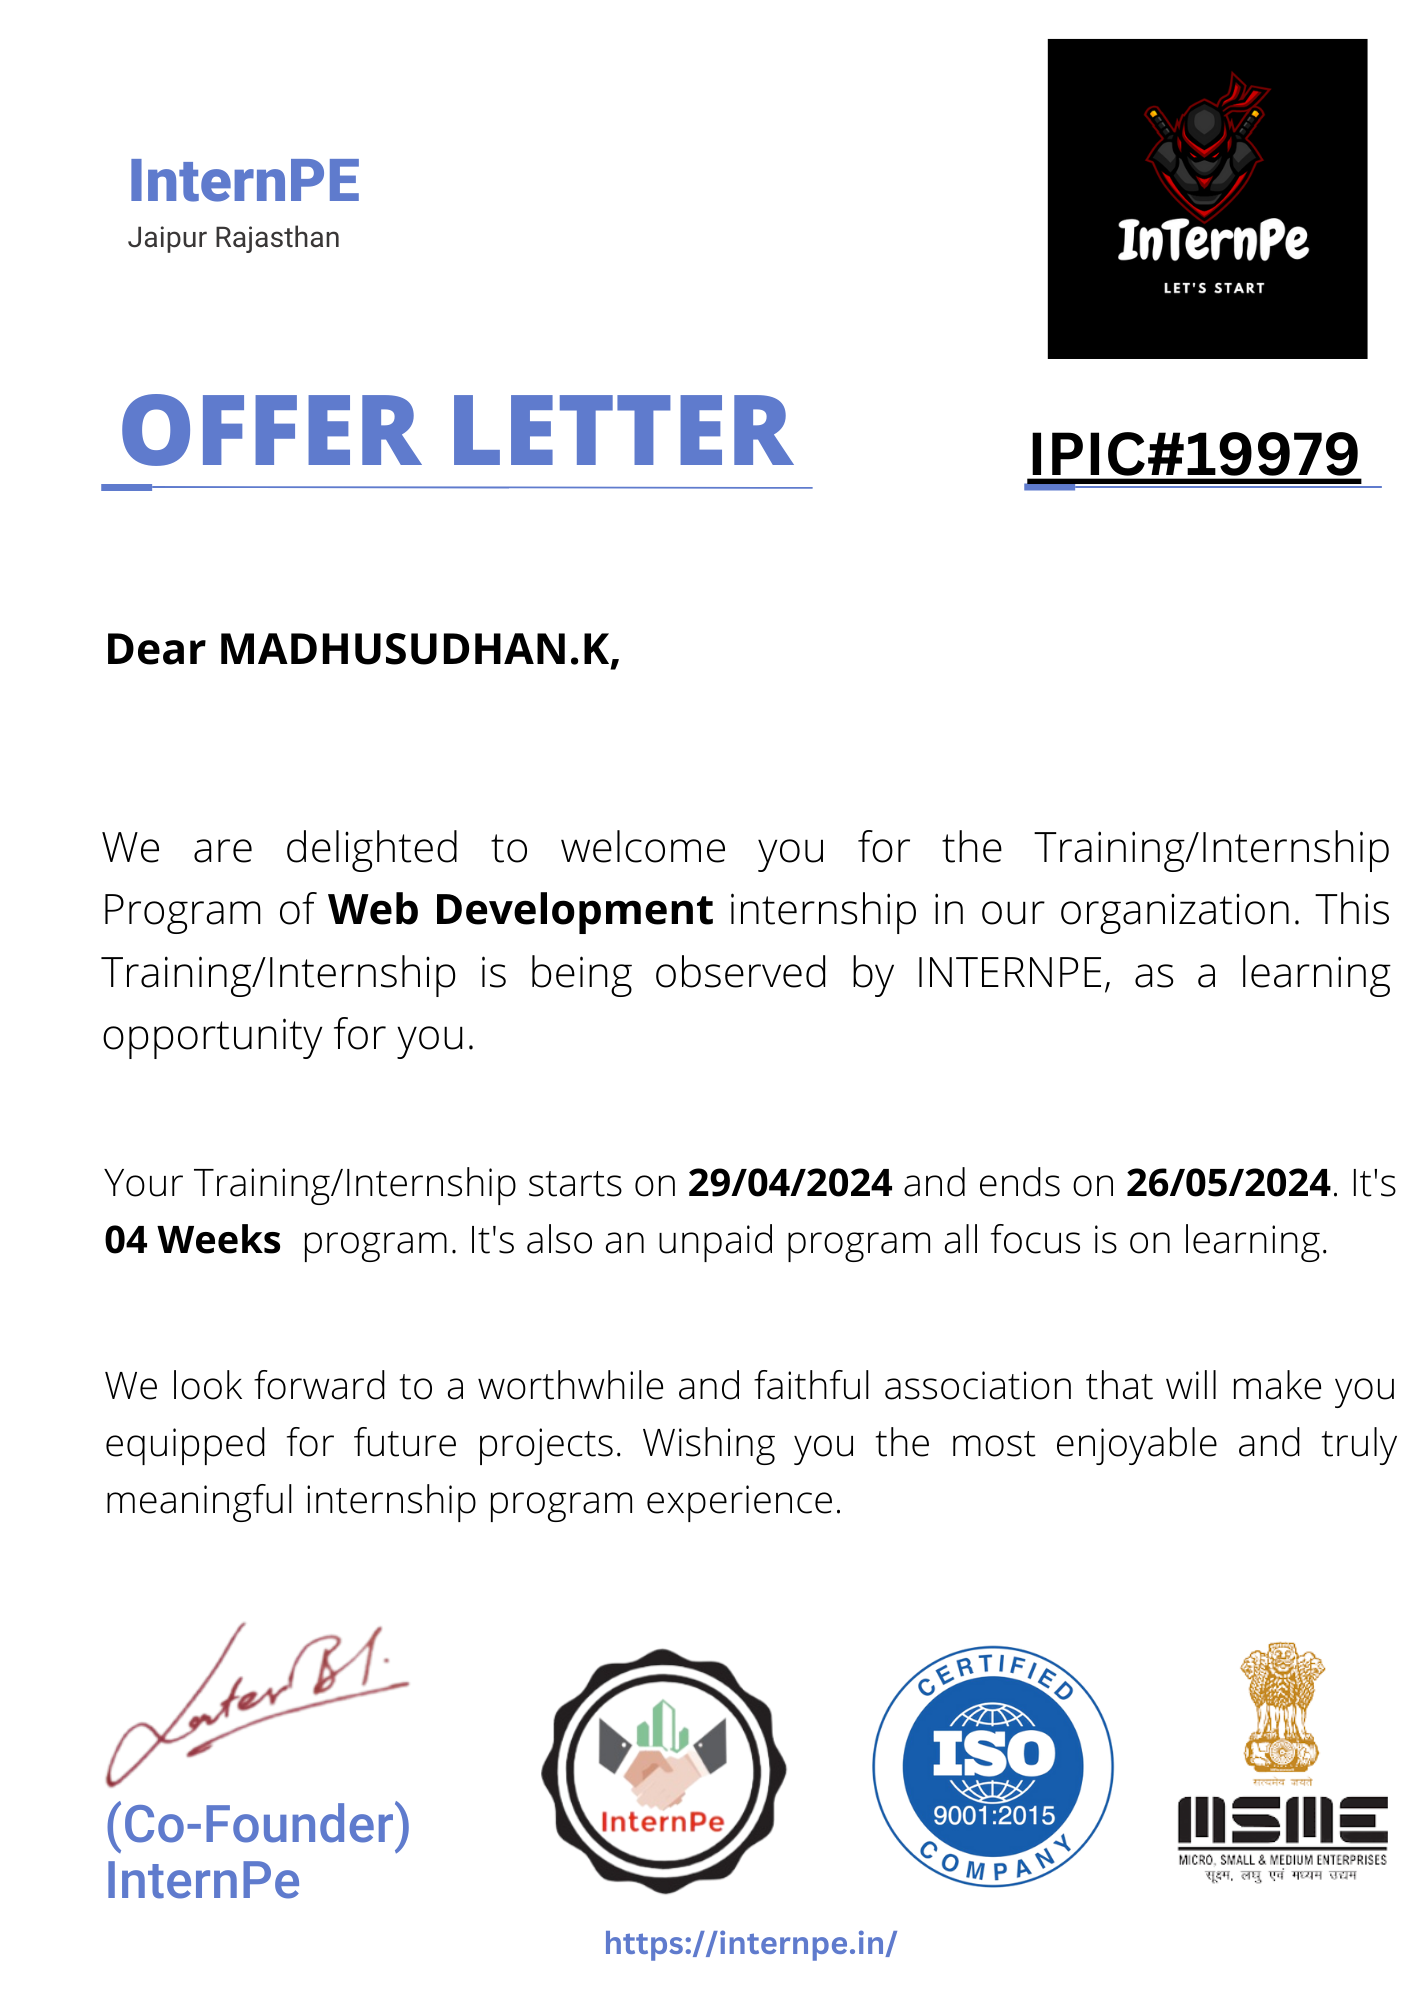 InternPE
Jaipur Rajasthan
InTernPe
LET'S START
OFFER LETTER
IPIC#19979
Dear MADHUSUDHAN.K,
We are delighted to welcome you for the Training/Internship
Program of Web Development internship in our organization. This
Training/Internship is being observed by INTERNPE, as a learning
opportunity for you.
Your Training/Internship starts on 29/04/2024 and ends on 26/05/2024. It's
04 Weeks program. It's also an unpaid program all focus is on learning.
We look forward to a worthwhile and faithful association that will make you
equipped for future projects. Wishing you the most enjoyable and truly
meaningful internship program experience.
(Co-Founder)
InternPe
InternPe
CERTIFIED
ISO
9001:2015
COMPANY
सत्यमेव जयते
MSME
MICRO, SMALL & MEDIUM ENTERPRISES
सूक्ष्म, लघु एवं मध्यम उद्यम
https://internpe.in/